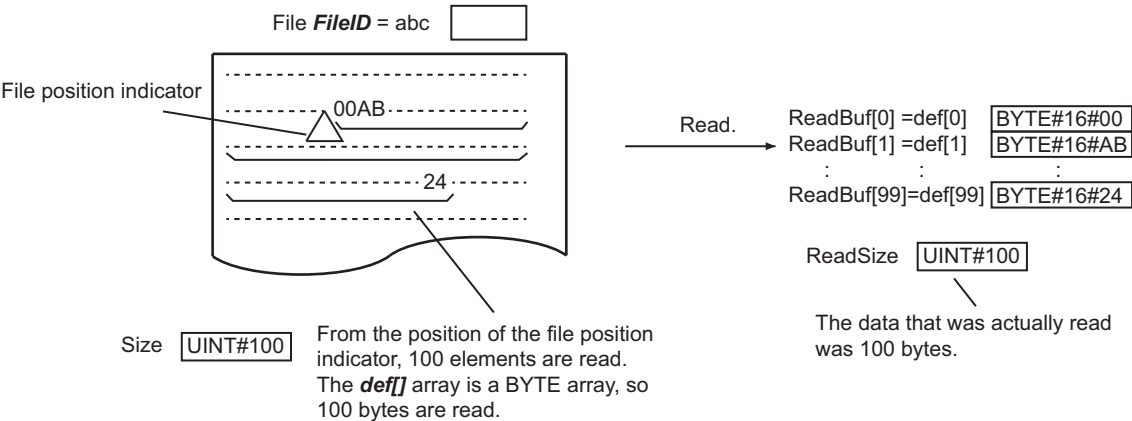 File FileID = abc
File position indicator
00AB
24
Read.
ReadBuf[0] =def[0] BYTE#16#00
ReadBuf[1] =def[1] BYTE#16#AB
: : :
ReadBuf[99]=def[99] BYTE#16#24
ReadSize UINT#100
The data that was actually read
was 100 bytes.
Size UINT#100
From the position of the file position
indicator, 100 elements are read.
The def[] array is a BYTE array, so
100 bytes are read.